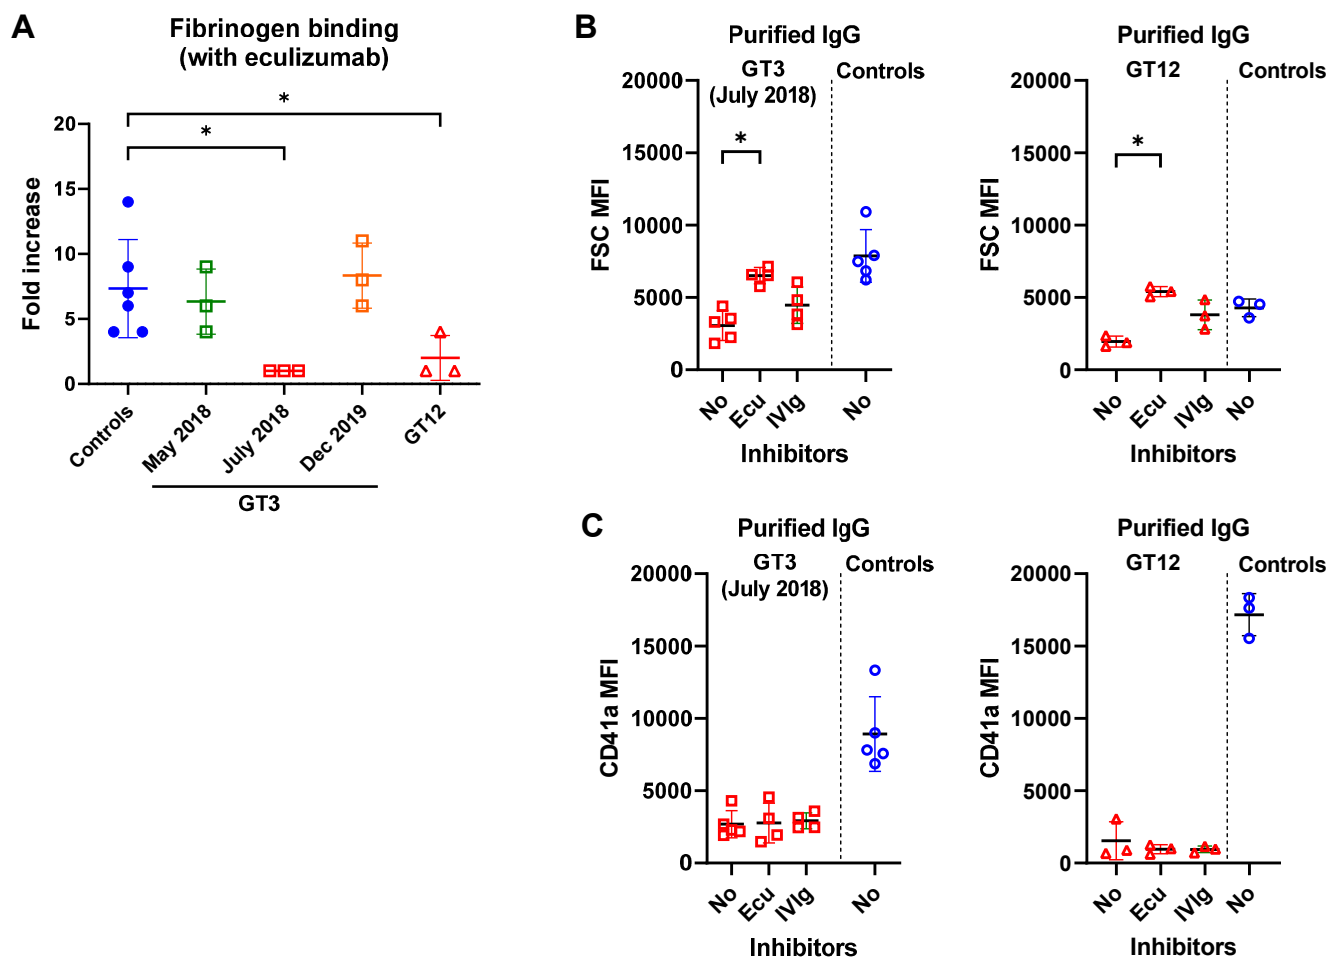 A
Fibrinogen binding
(with eculizumab)
*
*
Fold increase
20
15
10
5
0
Controls
May 2018
July 2018
Dec 2019
GT12
GT3
B
Purified IgG
GT3
(July 2018)
Controls
*
FSC MFI
20000
15000
10000
5000
0
No
Ecu
IVIg
No
Inhibitors
Purified IgG
GT12
Controls
*
FSC MFI
20000
15000
10000
5000
0
No
Ecu
IVIg
No
Inhibitors
C
Purified IgG
GT3
(July 2018)
Controls
CD41a MFI
20000
15000
10000
5000
0
No
Ecu
IVIg
No
Inhibitors
Purified IgG
GT12
Controls
CD41a MFI
20000
15000
10000
5000
0
No
Ecu
IVIg
No
Inhibitors